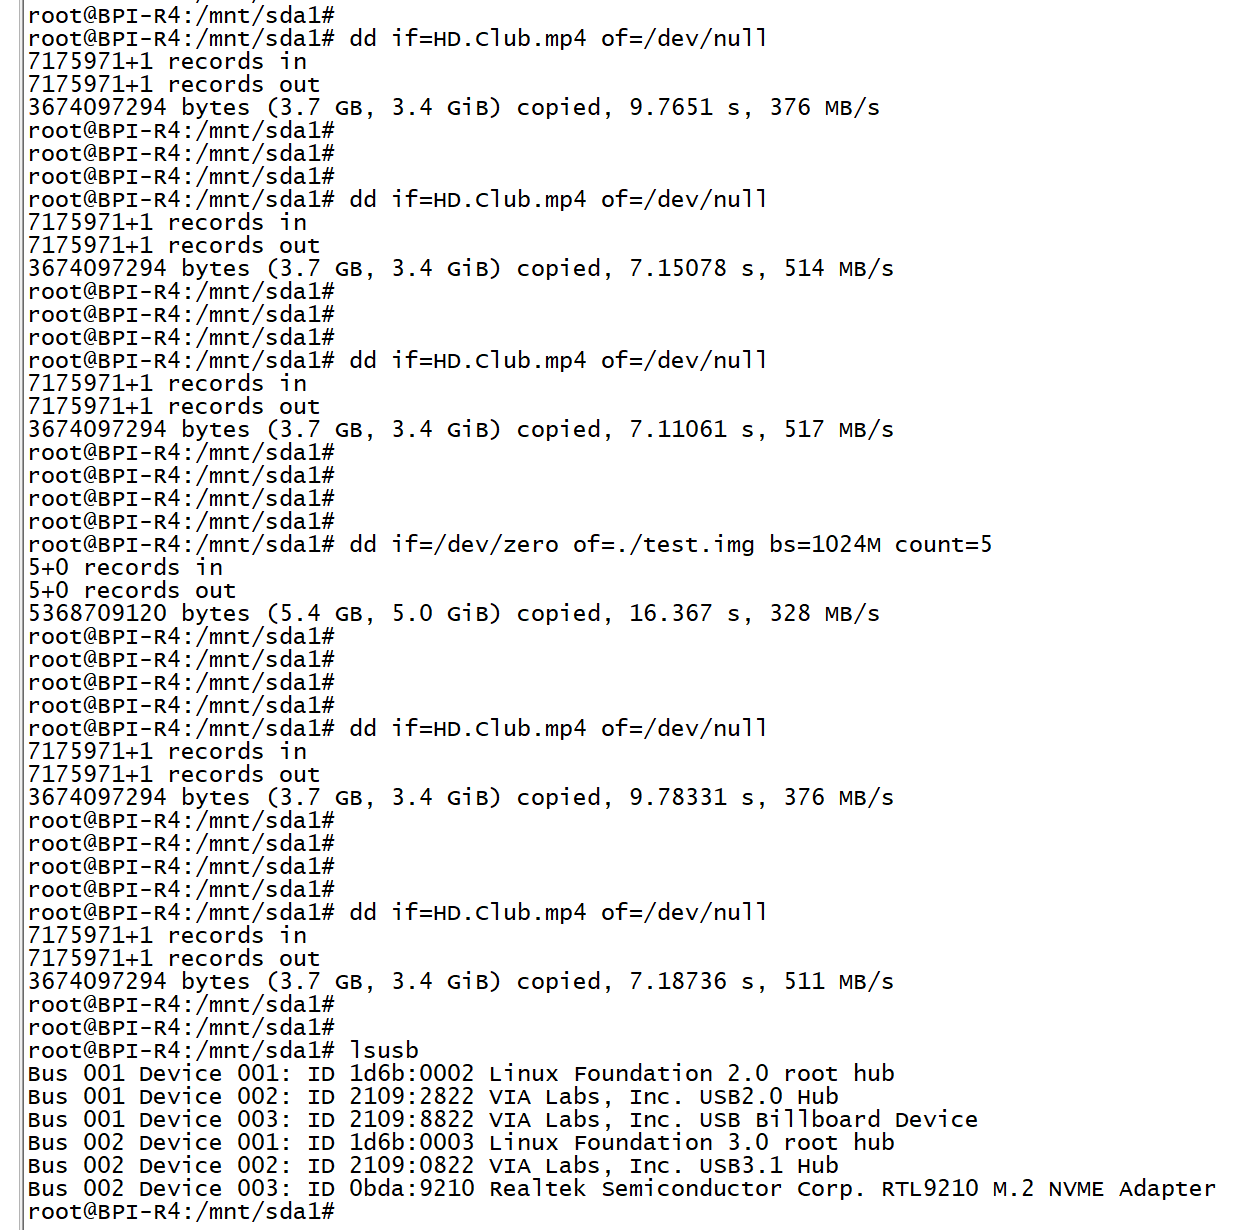 root@BPI-R4:/mnt/sda1#
root@BPI-R4:/mnt/sda1# dd if=HD.Club.mp4 of=/dev/null
7175971+1 records in
7175971+1 records out
3674097294 bytes (3.7 GB, 3.4 GiB) copied, 9.7651 s, 376 MB/s
root@BPI-R4:/mnt/sda1#
root@BPI-R4:/mnt/sda1#
root@BPI-R4:/mnt/sda1#
root@BPI-R4:/mnt/sda1# dd if=HD.Club.mp4 of=/dev/null
7175971+1 records in
7175971+1 records out
3674097294 bytes (3.7 GB, 3.4 GiB) copied, 7.15078 s, 514 MB/s
root@BPI-R4:/mnt/sda1#
root@BPI-R4:/mnt/sda1#
root@BPI-R4:/mnt/sda1#
root@BPI-R4:/mnt/sda1# dd if=HD.Club.mp4 of=/dev/null
7175971+1 records in
7175971+1 records out
3674097294 bytes (3.7 GB, 3.4 GiB) copied, 7.11061 s, 517 MB/s
root@BPI-R4:/mnt/sda1#
root@BPI-R4:/mnt/sda1#
root@BPI-R4:/mnt/sda1#
root@BPI-R4:/mnt/sda1#
root@BPI-R4:/mnt/sda1# dd if=/dev/zero of=./test.img bs=1024M count=5
5+0 records in
5+0 records out
5368709120 bytes (5.4 GB, 5.0 GiB) copied, 16.367 s, 328 MB/s
root@BPI-R4:/mnt/sda1#
root@BPI-R4:/mnt/sda1#
root@BPI-R4:/mnt/sda1#
root@BPI-R4:/mnt/sda1#
root@BPI-R4:/mnt/sda1# dd if=HD.Club.mp4 of=/dev/null
7175971+1 records in
7175971+1 records out
3674097294 bytes (3.7 GB, 3.4 GiB) copied, 9.78331 s, 376 MB/s
root@BPI-R4:/mnt/sda1#
root@BPI-R4:/mnt/sda1#
root@BPI-R4:/mnt/sda1#
root@BPI-R4:/mnt/sda1#
root@BPI-R4:/mnt/sda1# dd if=HD.Club.mp4 of=/dev/null
7175971+1 records in
7175971+1 records out
3674097294 bytes (3.7 GB, 3.4 GiB) copied, 7.18736 s, 511 MB/s
root@BPI-R4:/mnt/sda1#
root@BPI-R4:/mnt/sda1#
root@BPI-R4:/mnt/sda1# lsusb
Bus 001 Device 001: ID 1d6b:0002 Linux Foundation 2.0 root hub
Bus 001 Device 002: ID 2109:2822 VIA Labs, Inc. USB2.0 Hub
Bus 001 Device 003: ID 2109:8822 VIA Labs, Inc. USB Billboard Device
Bus 002 Device 001: ID 1d6b:0003 Linux Foundation 3.0 root hub
Bus 002 Device 002: ID 2109:0822 VIA Labs, Inc. USB3.1 Hub
Bus 002 Device 003: ID 0bda:9210 Realtek Semiconductor Corp. RTL9210 M.2 NVME Adapter
root@BPI-R4:/mnt/sda1#